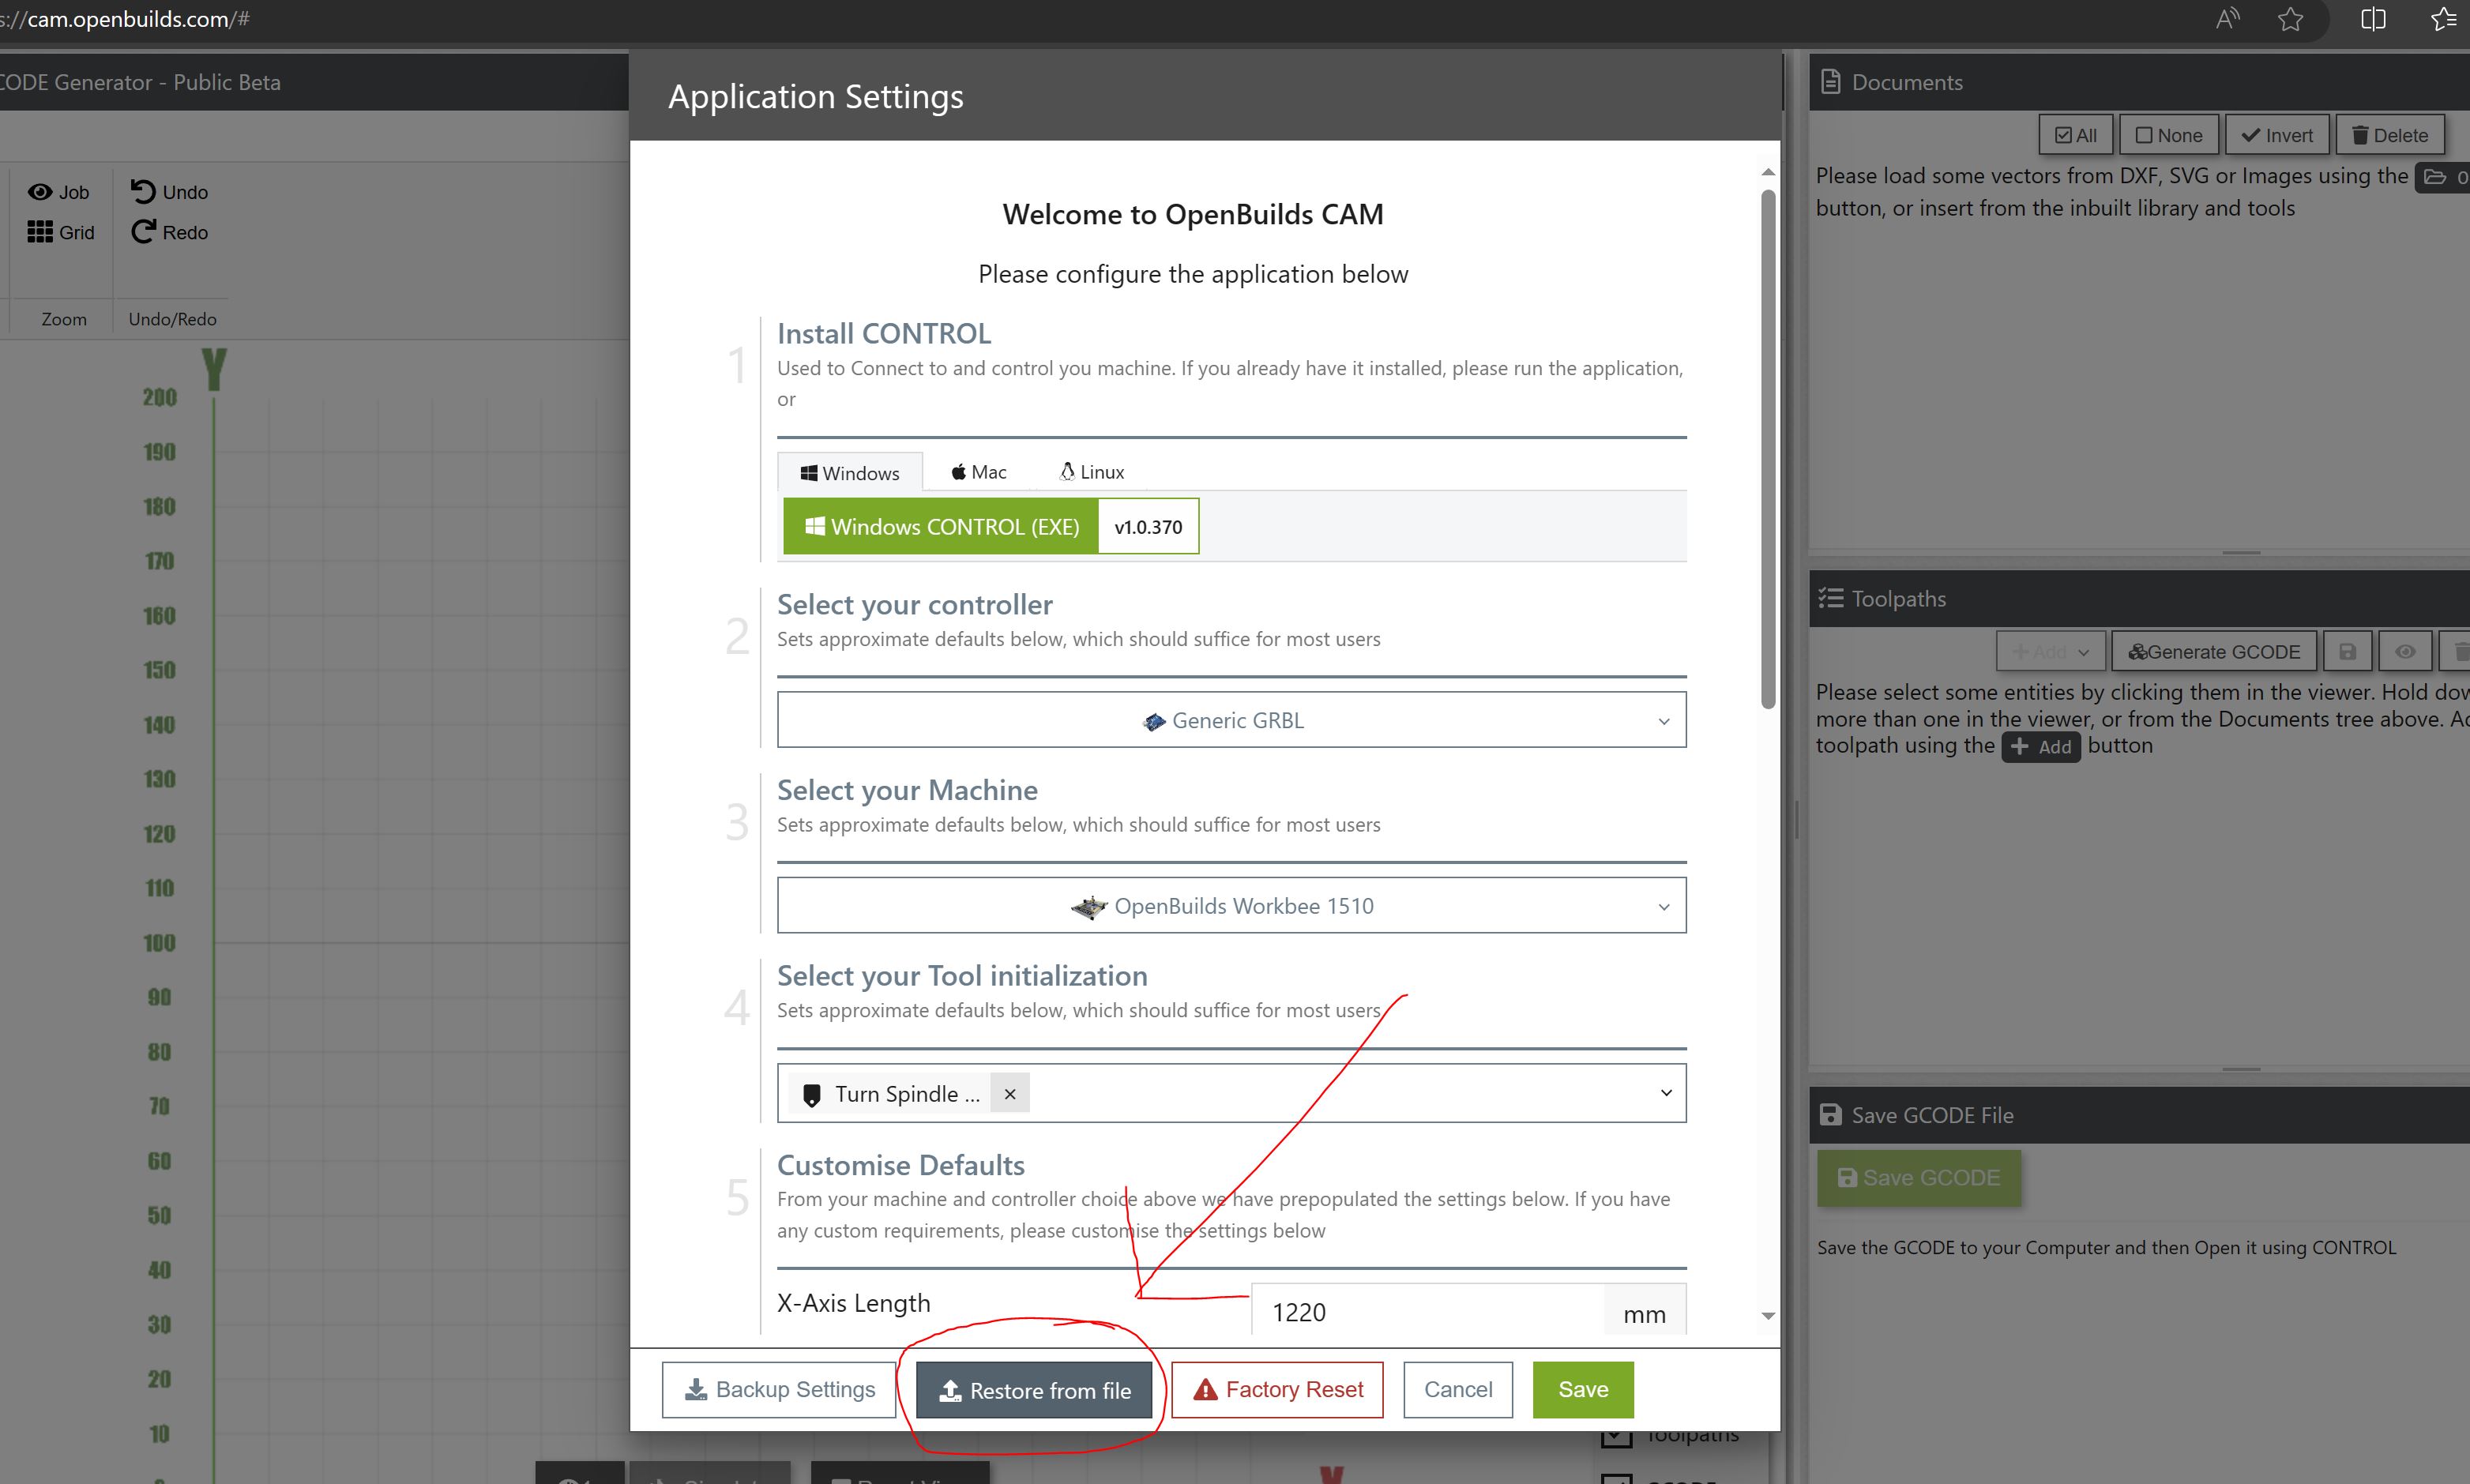 s://cam.openbuilds.com/#
CODE Generator - Public Beta
Job
Grid
Zoom
Undo
Redo
Undo/Redo
Y
200
190
180
170
160
150
140
130
120
110
100
90
80
70
60
50
40
30
20
10
Application Settings
Welcome to OpenBuilds CAM
Please configure the application below
1
Install CONTROL
Used to Connect to and control you machine. If you already have it installed, please run the application,
or
Windows Mac Linux
Windows CONTROL (EXE) v1.0.370
2
Select your controller
Sets approximate defaults below, which should suffice for most users
Generic GRBL
3
Select your Machine
Sets approximate defaults below, which should suffice for most users
OpenBuilds Workbee 1510
4
Select your Tool initialization
Sets approximate defaults below, which should suffice for most users
Turn Spindle ... ×
5
Customise Defaults
From your machine and controller choice above we have prepopulated the settings below. If you have
any custom requirements, please customise the settings below
X-Axis Length 1220 mm
Backup Settings Restore from file Factory Reset Cancel Save
Toolpaths
Documents
All None Invert Delete
Please load some vectors from DXF, SVG or Images using the
button, or insert from the inbuilt library and tools
Toolpaths
Add Generate GCODE
Please select some entities by clicking them in the viewer. Hold dow
more than one in the viewer, or from the Documents tree above. Ad
toolpath using the + Add button
Save GCODE File
Save GCODE
Save the GCODE to your Computer and then Open it using CONTROL